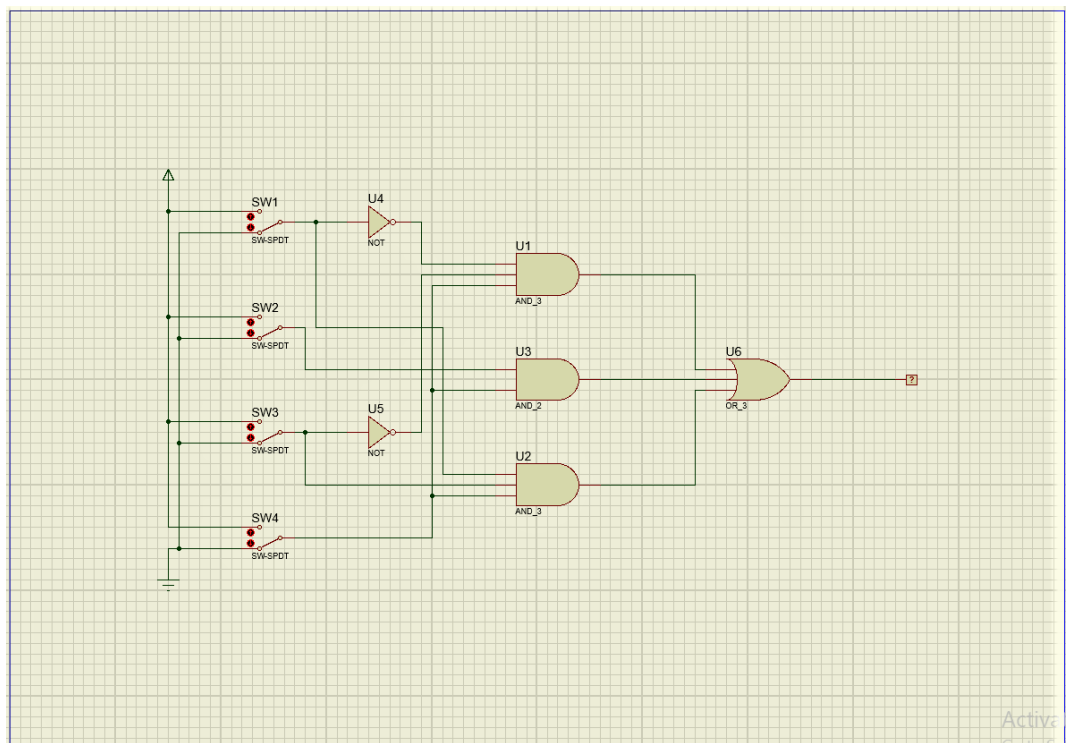 SW1
SW-SPDT
U4
NOT
U1
AND_3
SW2
SW-SPDT
U3
AND_2
U6
OR_3
?
SW3
SW-SPDT
U5
NOT
U2
AND_3
SW4
SW-SPDT
Activa